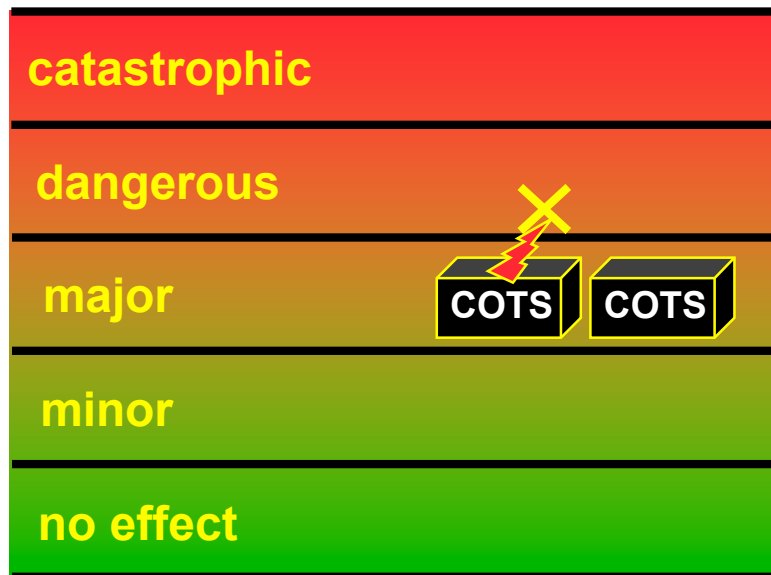 catastrophic
dangerous
major
COTS COTS
minor
no effect